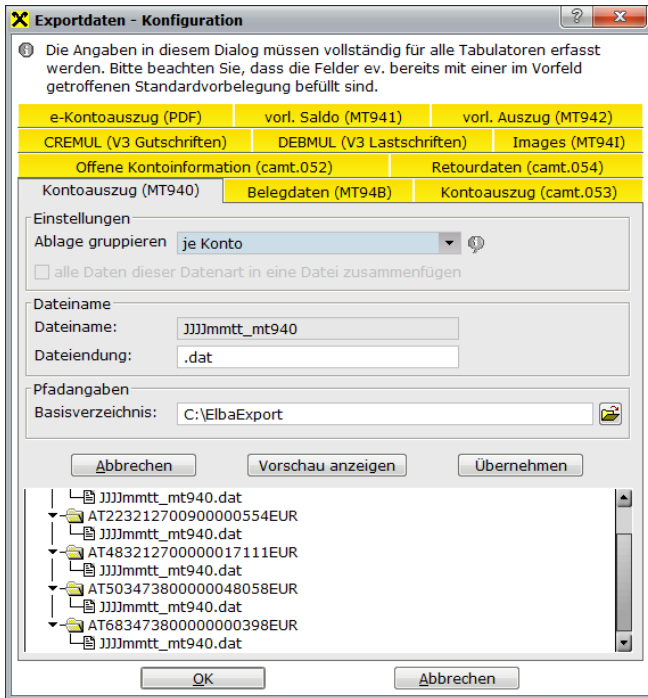 Exportdaten - Konfiguration
Die Angaben in diesem Dialog müssen vollständig für alle Tabulatoren erfasst
werden. Bitte beachten Sie, dass die Felder ev. bereits mit einer im Vorfeld
getroffenen Standardvorbelegung befüllt sind.
e-Kontoauszug (PDF) vorl. Saldo (MT941) vorl. Auszug (MT942)
CREMUL (V3 Gutschriften) DEBMUL (V3 Lastschriften) Images (MT94I)
Offene Kontoinformation (camt.052) Retourdaten (camt.054)
Kontoauszug (MT940) Belegdaten (MT94B) Kontoauszug (camt.053)
Einstellungen
Ablage gruppieren je Konto
alle Daten dieser Datenart in eine Datei zusammenfügen
Dateiname
Dateiname: JJJJmmtt_mt940
Dateiendung: .dat
Pfadangaben
Basisverzeichnis: C:\ElbaExport
Abbrechen Vorschau anzeigen Übernehmen
JJJJmmtt_mt940.dat
AT223212700900000554EUR
JJJJmmtt_mt940.dat
AT483212700000017111EUR
JJJJmmtt_mt940.dat
AT503473800000048058EUR
JJJJmmtt_mt940.dat
AT683473800000000398EUR
JJJJmmtt_mt940.dat
OK Abbrechen